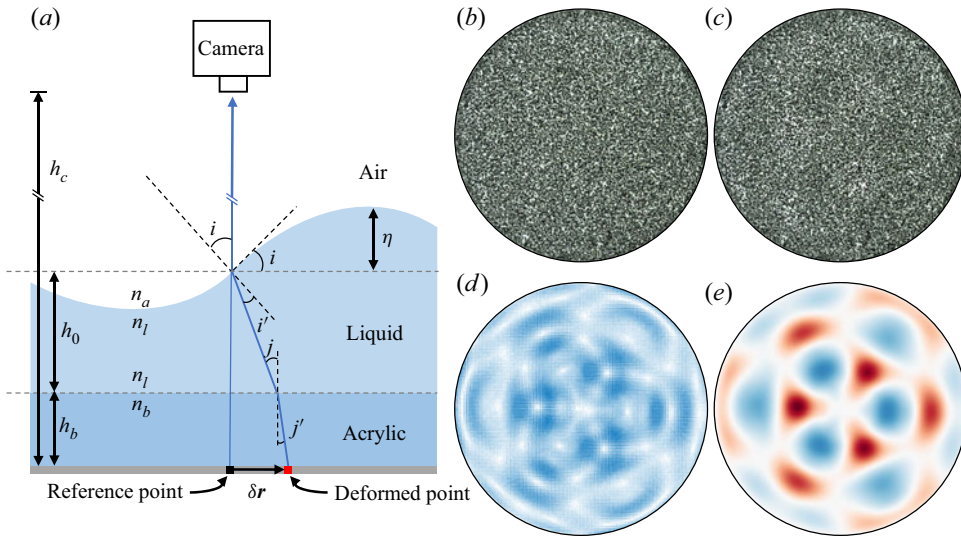 (a)
Camera
h_c
Air
i
η
i
n_a
n_l
i′
h_0
Liquid
j
n_l
n_b
h_b
j′
Acrylic
Reference point
δr
Deformed point
(b)
(c)
(d)
(e)